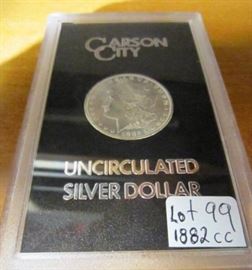 CARSON
CITY
UNCIRCULATED
SILVER DOLLAR
Lot 99
1882 cc